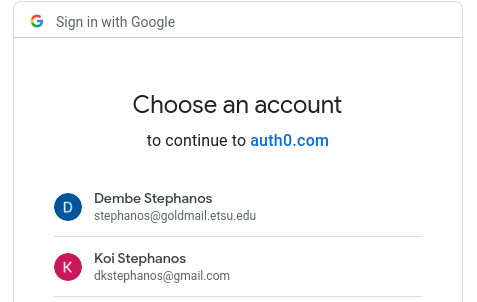 Sign in with Google
Choose an account
to continue to auth0.com
D
Dembe Stephanos
stephanos@goldmail.etsu.edu
K
Koi Stephanos
dkstephanos@gmail.com